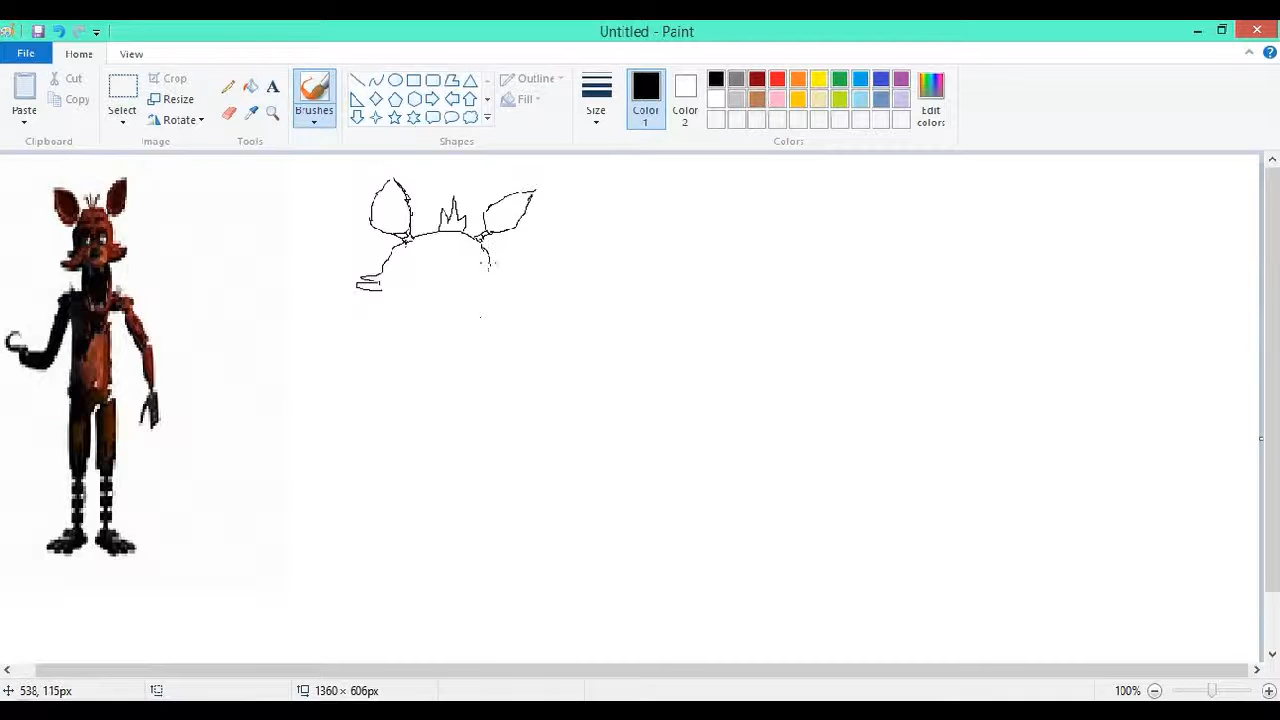 Untitled - Paint
File Home View
Paste
Cut
Copy
Clipboard
Select
Crop
Resize
Rotate
Image
A
Tools
Brushes
Outline
Fill
Shapes
Size
Color 1
Color 2
Edit colors
Colors
538, 115px
1360 × 606px
100%